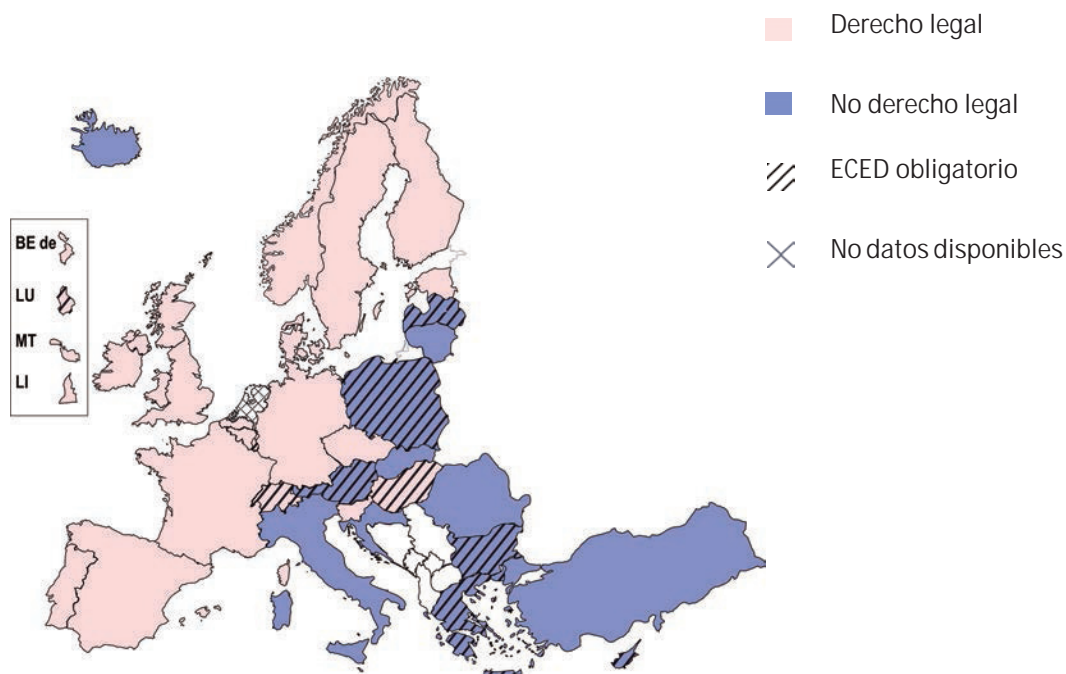 Derecho legal
No derecho legal
ECED obligatorio
No datos disponibles
BE de
LU
MT
LI